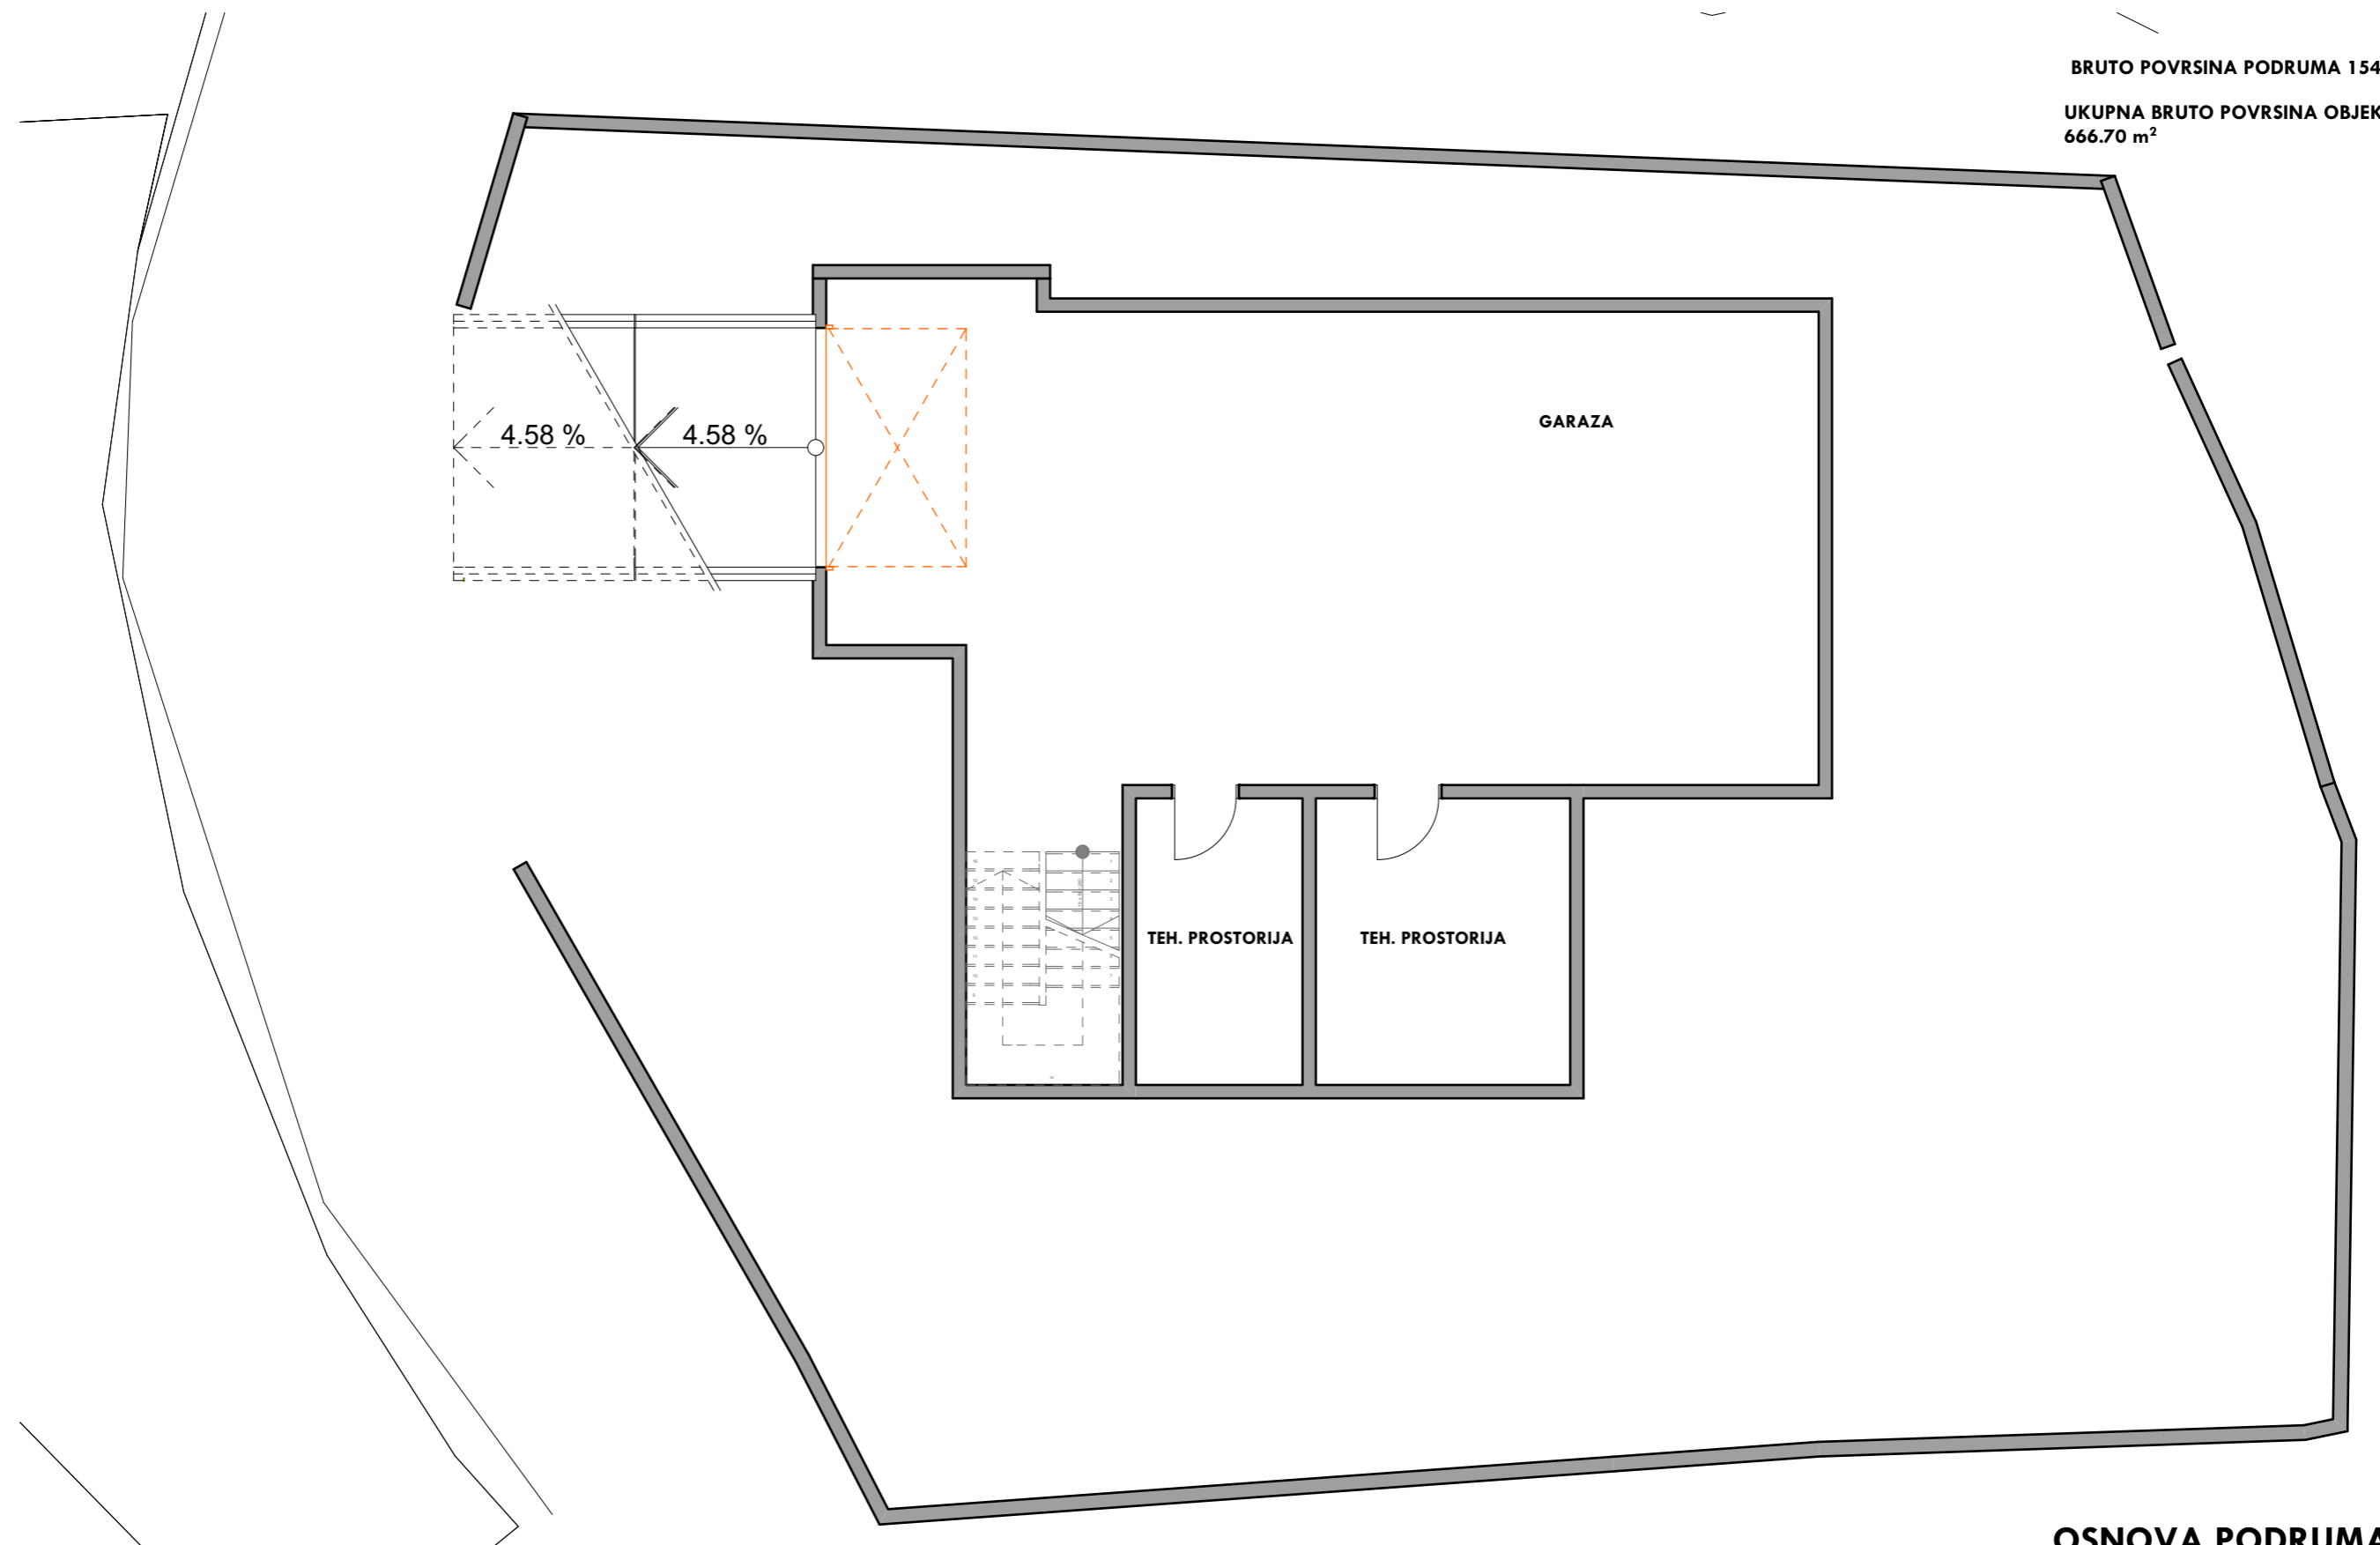 BRUTO POVRSINA PODRUMA 154
UKUPNA BRUTO POVRSINA OBJEK
666.70 m²
GARAZA
4.58 % 4.58 %
TEH. PROSTORIJA TEH. PROSTORIJA
OSNOVA PODRUMA